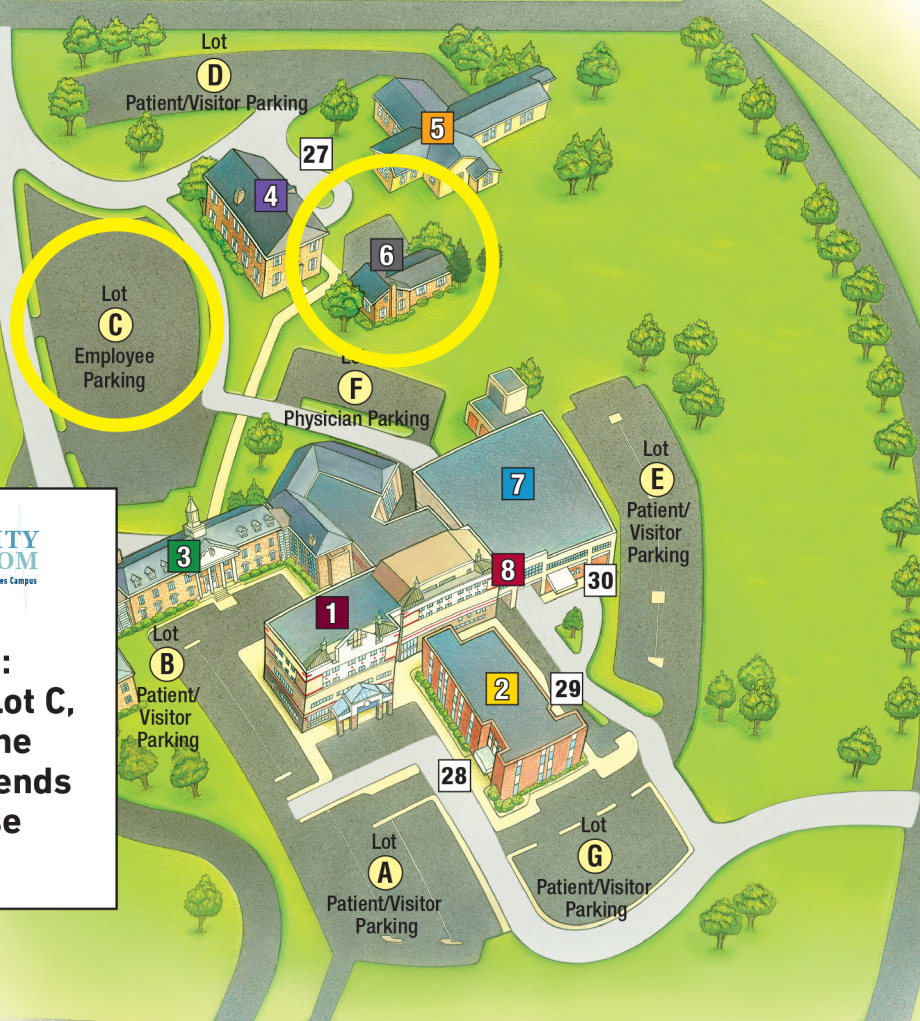 Lot
D
Patient/Visitor Parking
5
27
4
6
Lot
C
Employee
Parking
F
Physician Parking
7
Lot
E
Patient/
Visitor
Parking
ITY
OM
es Campus
3
8
30
1
:
Lot C,
ne
ends
se
Lot
B
Patient/
Visitor
Parking
2
29
28
Lot
A
Patient/Visitor
Parking
Lot
G
Patient/Visitor
Parking